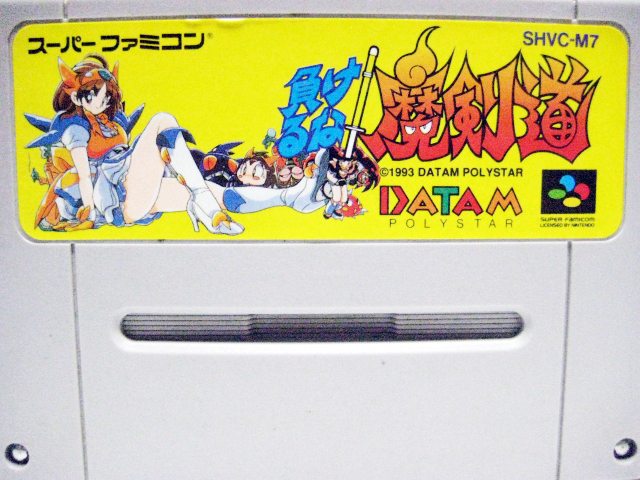 スーパーファミコン®
SHVC-M7
負けるな
魔剣道
©1993 DATAM POLYSTAR
DATAM
POLYSTAR
SUPER FAMICOM
LICENSED BY NINTENDO